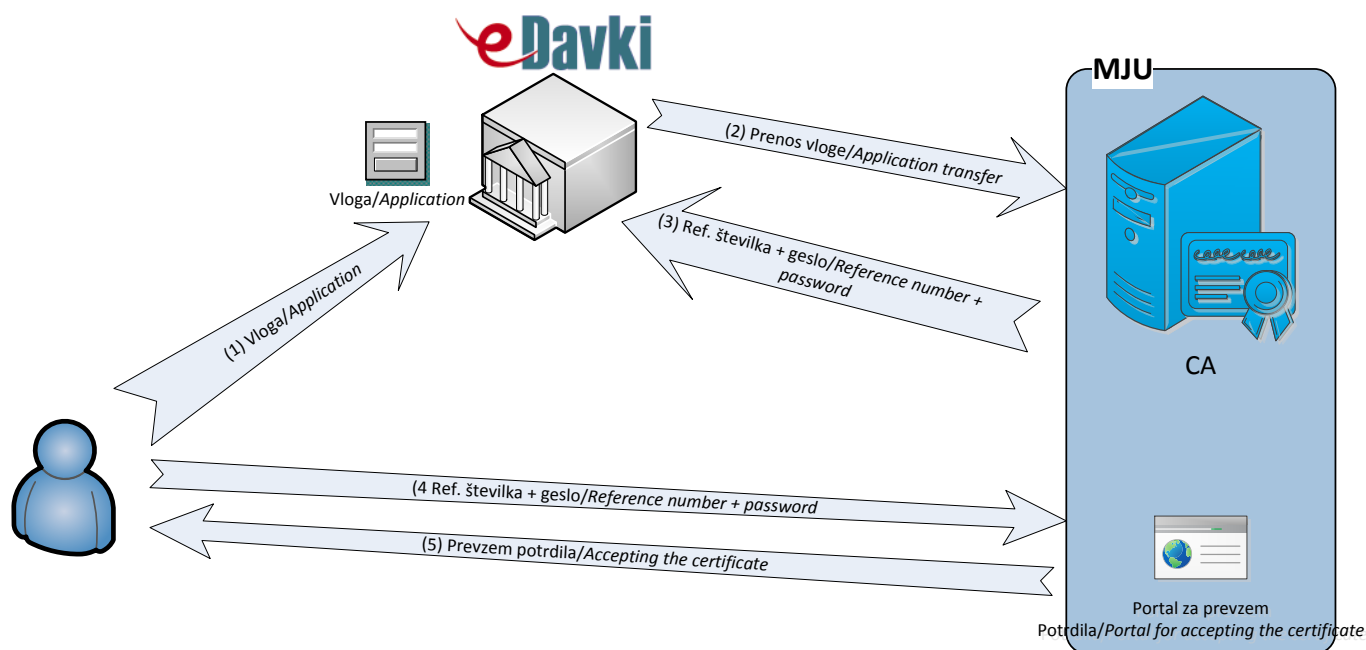 eDavki
MJU
(2) Prenos vloge/Application transfer
Vloga/Application
(3) Ref. številka + geslo/Reference number +
password
(1) Vloga/Application
CA
(4 Ref. številka + geslo/Reference number + password
(5) Prevzem potrdila/Accepting the certificate
Portal za prevzem
Potrdila/Portal for accepting the certificate